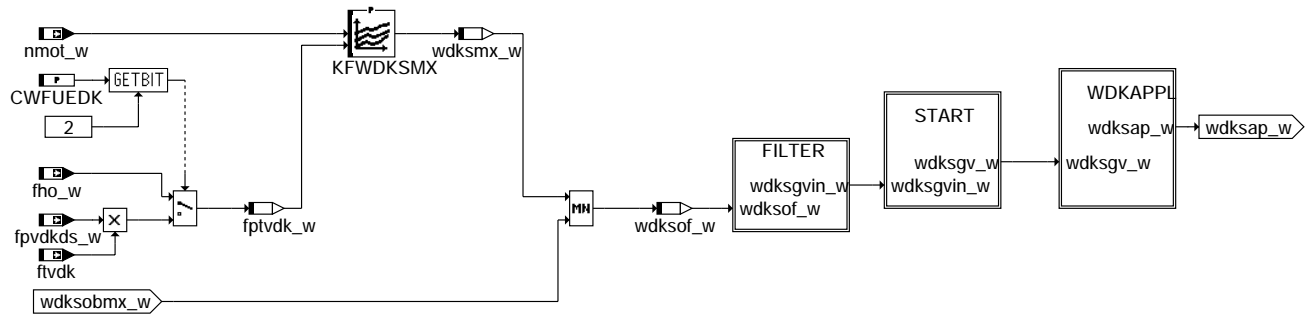 P
nmot_w
wdksmx_w
KFWDKSMX
P
GETBIT
CWFUEDK
2
WDKAPPL
START
wdksap_w
wdksap_w
FILTER
wdksgv_w
wdksgv_w
fho_w
wdksgvin_w
wdksgvin_w
MN
wdksof_w
fptvdk_w
wdksof_w
fpvdkds_w
ftvdk
wdksobmx_w